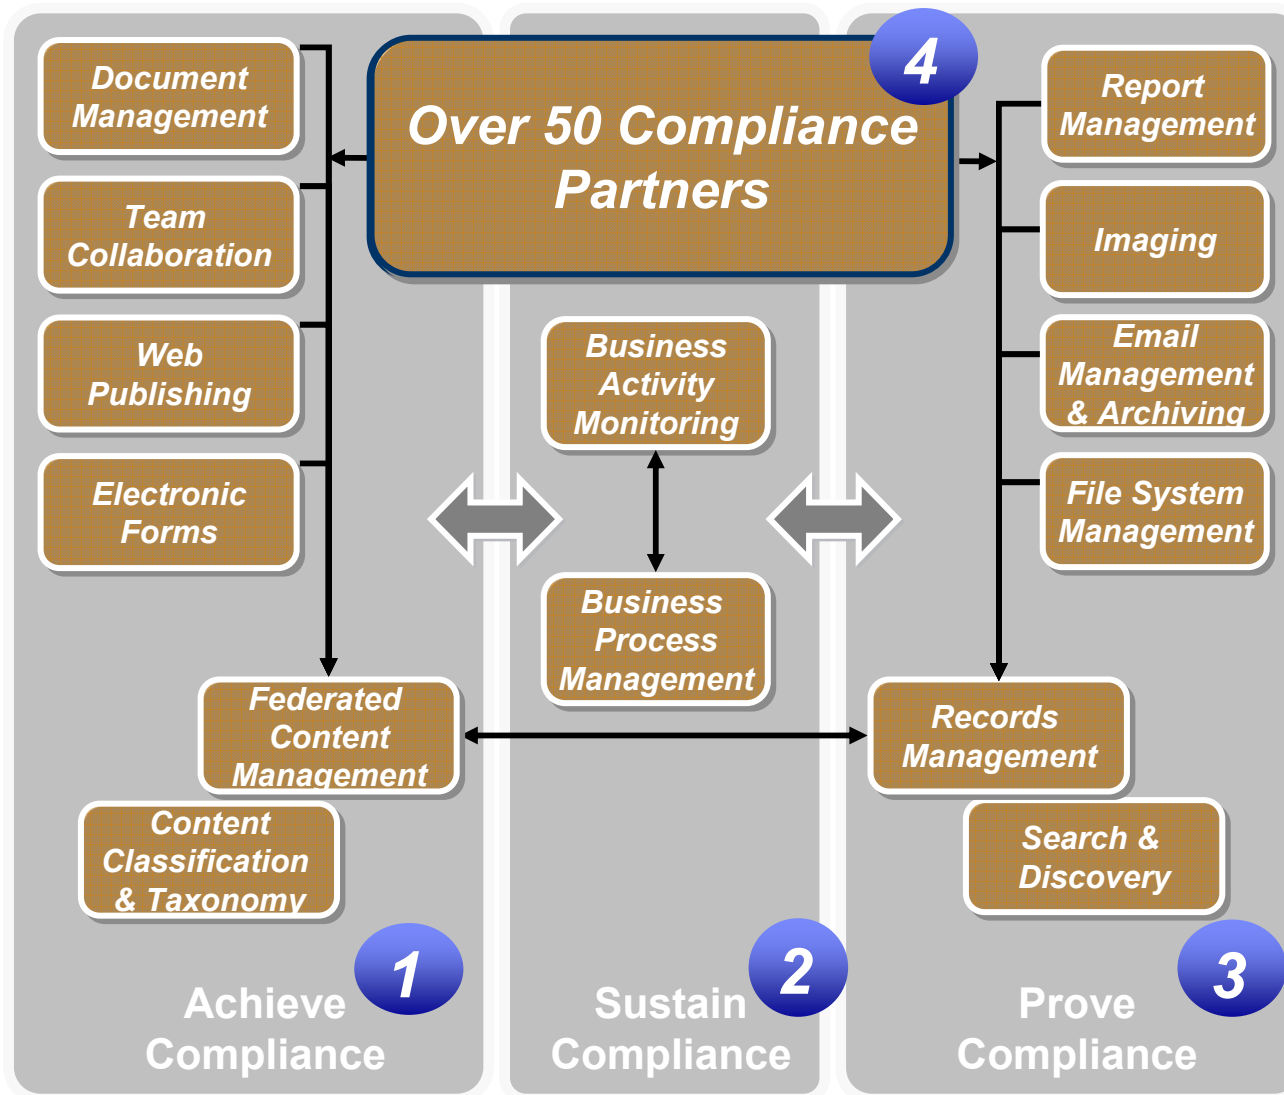 Document
Management
Team
Collaboration
Web
Publishing
Electronic
Forms
Over 50 Compliance
Partners
4
Report
Management
Imaging
Email
Management
& Archiving
File System
Management
Business
Activity
Monitoring
Business
Process
Management
Federated
Content
Management
Content
Classification
& Taxonomy
Records
Management
Search &
Discovery
1
Achieve
Compliance
2
Sustain
Compliance
3
Prove
Compliance